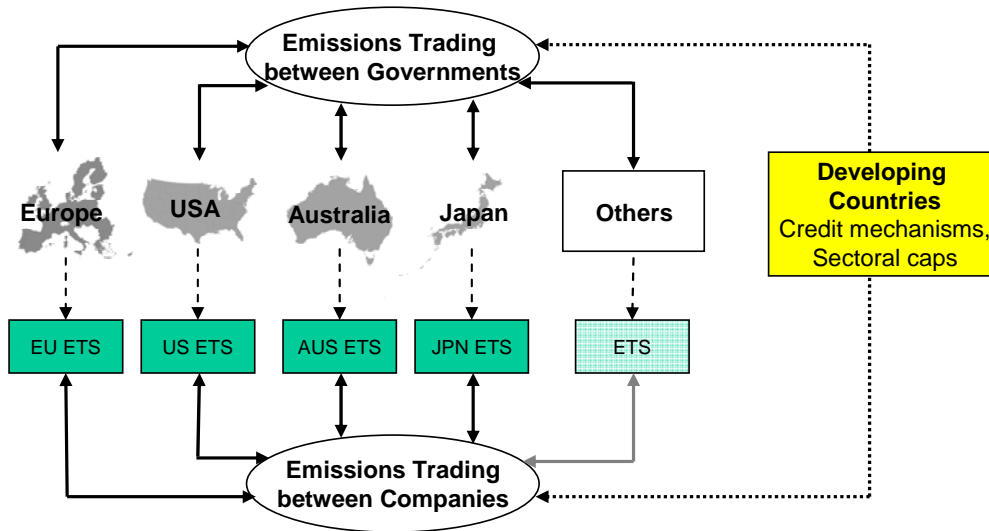 Emissions Trading
between Governments
Europe
USA
Australia
Japan
Others
Developing
Countries
Credit mechanisms,
Sectoral caps
EU ETS
US ETS
AUS ETS
JPN ETS
ETS
Emissions Trading
between Companies